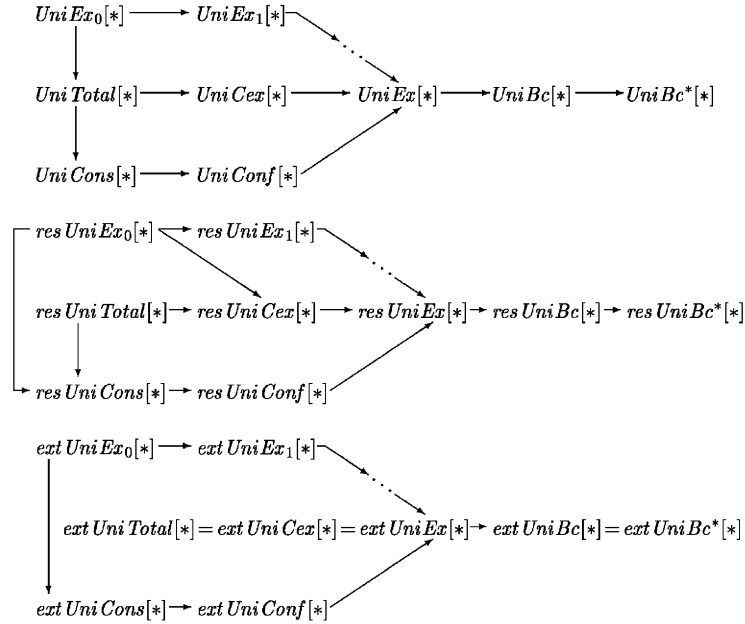 UniEx₀[*] UniEx₁[*]
...
UniTotal[*] UniCex[*] UniEx[*] UniBc[*] UniBc*[*]
UniCons[*] UniConf[*]
resUniEx₀[*] resUniEx₁[*]
...
resUniTotal[*] resUniCex[*] resUniEx[*] resUniBc[*] resUniBc*[*]
resUniCons[*] resUniConf[*]
extUniEx₀[*] extUniEx₁[*]
...
extUniTotal[*]=extUniCex[*]=extUniEx[*] extUniBc[*]=extUniBc*[*]
extUniCons[*] extUniConf[*]